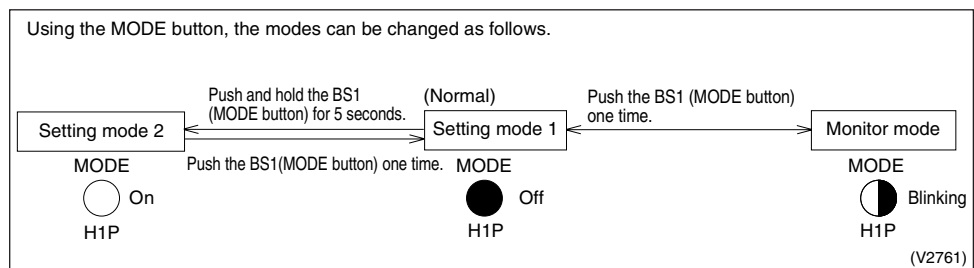 Using the MODE button, the modes can be changed as follows.
Push and hold the BS1
(MODE button) for 5 seconds.
(Normal)
Push the BS1 (MODE button)
one time.
Setting mode 2
Setting mode 1
Monitor mode
Push the BS1(MODE button) one time.
MODE
On
H1P
MODE
Off
H1P
MODE
Blinking
H1P
(V2761)